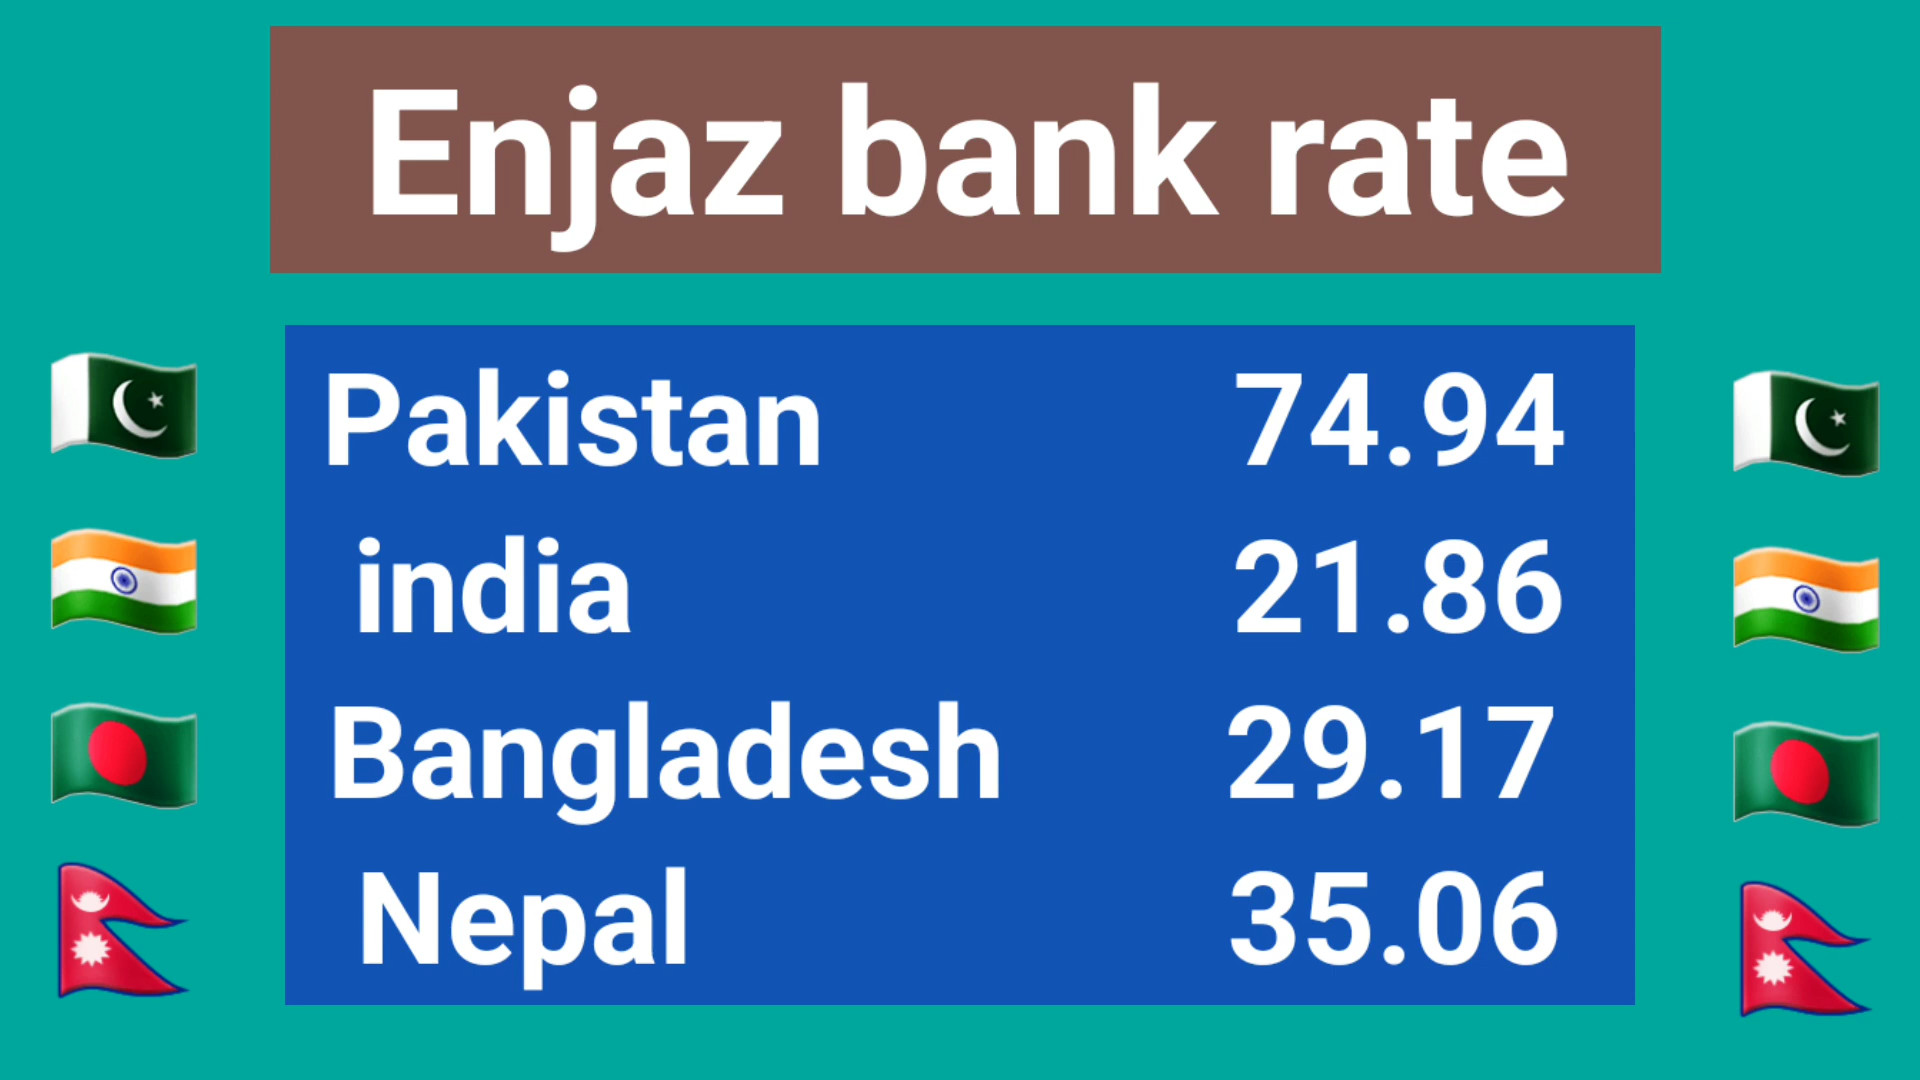 Enjaz bank rate
Pakistan 74.94
india 21.86
Bangladesh 29.17
Nepal 35.06